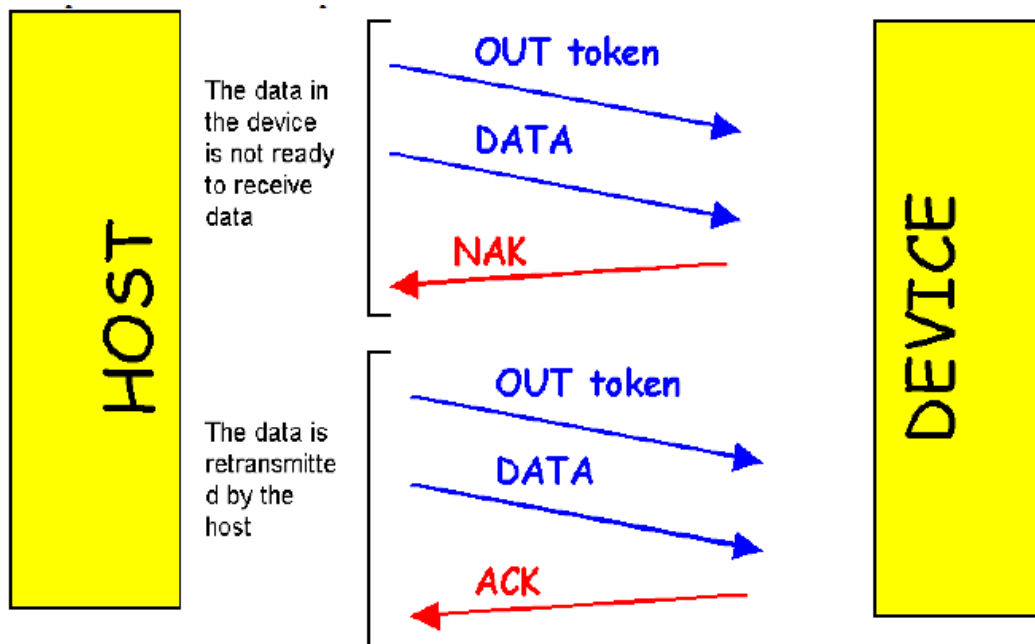 HOST
The data in
the device
is not ready
to receive
data
OUT token
DATA
NAK
The data is
retransmitte
d by the
host
OUT token
DATA
ACK
DEVICE